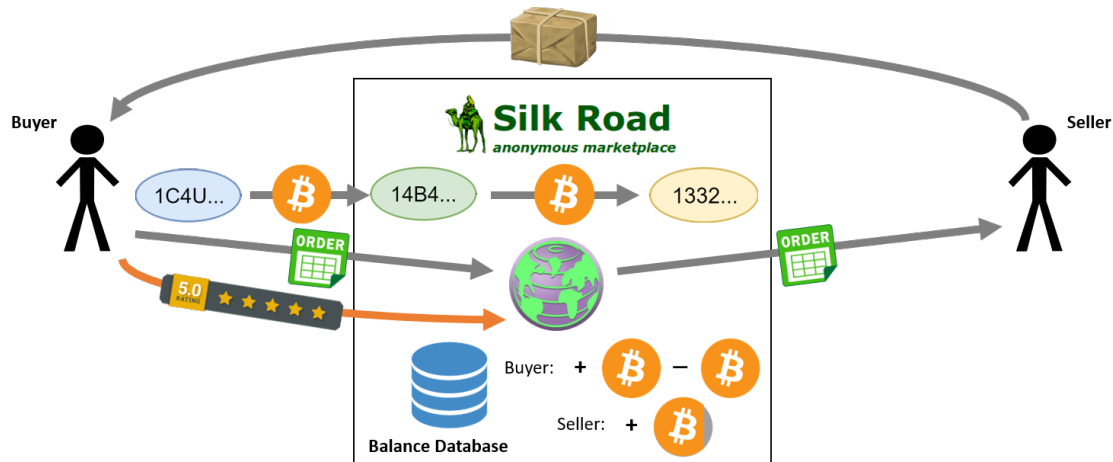 Buyer
Silk Road
anonymous marketplace
Seller
1C4U...
14B4...
1332...
ORDER
ORDER
5.0
RATING
Buyer: + −
Seller: +
Balance Database